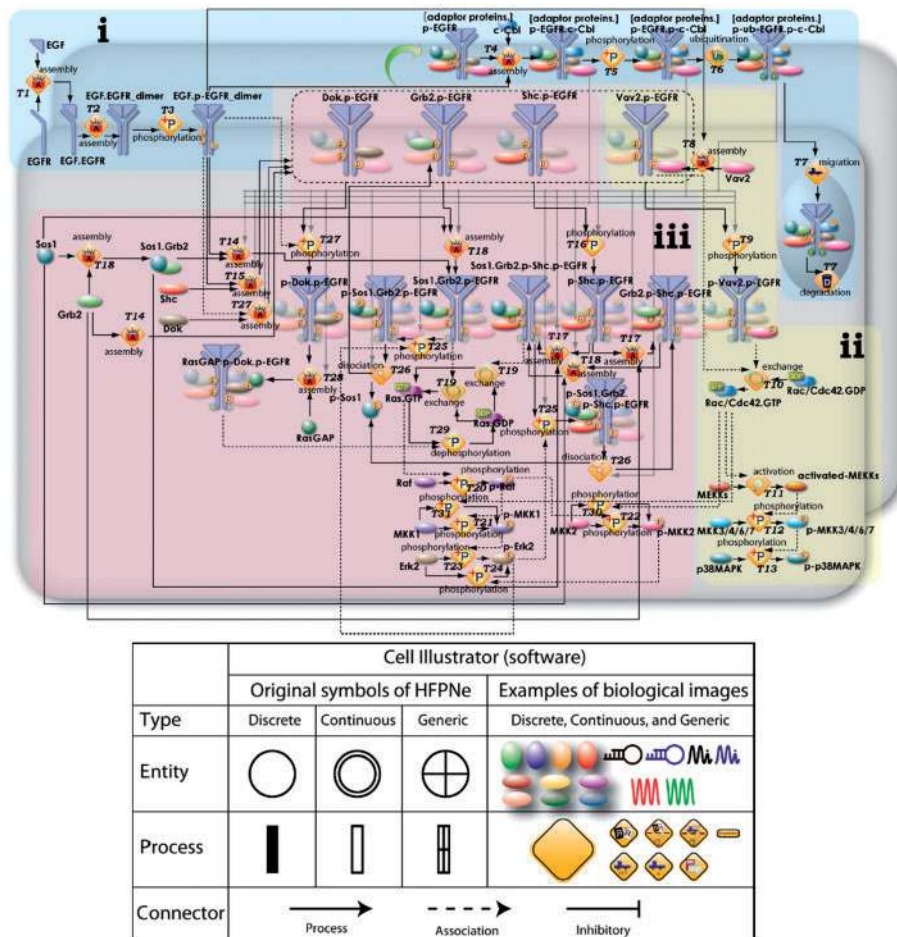 i
EGF
assembly
T1
EGFR
EGF.EGFR
EGF.EGFR_dimer
T2
assembly
EGF.p-EGFR_dimer
T3
phosphorylation
[adaptor proteins.]
p-EGFR
c-Cbl
T4
assembly
[adaptor proteins.]
p-EGFR.c-Cbl
phosphorylation
T5
[adaptor proteins.]
p-EGFR.p-c-Cbl
ubiquitination
T6
[adaptor proteins.]
p-ub-EGFR.p-c-Cbl
Dok.p-EGFR
Grb2.p-EGFR
Shc.p-EGFR
Vav2.p-EGFR
T8
assembly
Vav2
T7
migration
T7
degradation
iii
Sos1
assembly
T18
Sos1.Grb2
Shc
Grb2
Dok
T14
assembly
T14
assembly
T15
assembly
T27
assembly
T27
phosphorylation
assembly
T18
phosphorylation
T16
T9
phosphorylation
p-Dok.p-EGFR
p-Sos1.Grb2.p-EGFR
Sos1.Grb2.p-EGFR
Sos1.Grb2.p-Shc.p-EGFR
p-Shc.p-EGFR
Grb2.p-Shc.p-EGFR
p-Vav2.p-EGFR
RasGAP.p-Dok.p-EGFR
T28
assembly
RasGAP
T25
phosphorylation
disociation
T26
p-Sos1
T19
exchange
T19
exchange
Ras.GTP
Ras.GDP
T29
dephosphorylation
T17
assembly
T18
assembly
T17
assembly
T25
phosphorylation
p-Sos1.Grb2.
p-Shc.p-EGFR
disociation
T26
ii
exchange
T10
Rac/Cdc42.GTP
Rac/Cdc42.GDP
Raf
phosphorylation
T20
p-Raf
phosphorylation
T31
p-MKK1
MKK1
T21
phosphorylation
p-Erk2
Erk2
T23
T24
phosphorylation
phosphorylation
T30
T22
MKK2
phosphorylation
p-MKK2
activation
activated-MEKKs
MEKKs
T11
phosphorylation
MKK3/4/6/7
T12
p-MKK3/4/6/7
phosphorylation
p38MAPK
T13
p-p38MAPK
Cell Illustrator (software)
Original symbols of HFPNe
Examples of biological images
Type
Discrete
Continuous
Generic
Discrete, Continuous, and Generic
Entity
Process
Connector
Process
Association
Inhibitory